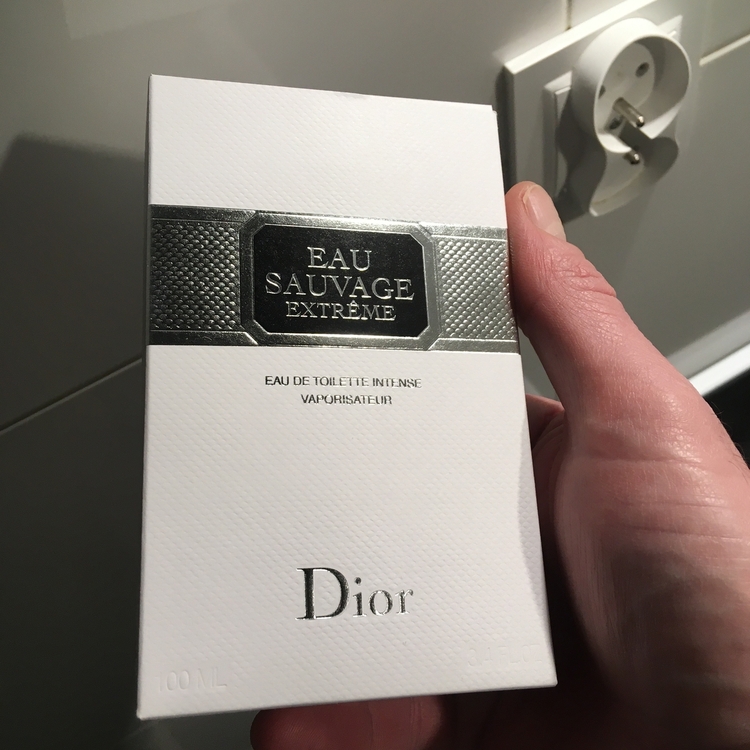 EAU
SAUVAGE
EXTRÊME
EAU DE TOILETTE INTENSE
VAPORISATEUR
Dior
100 ML